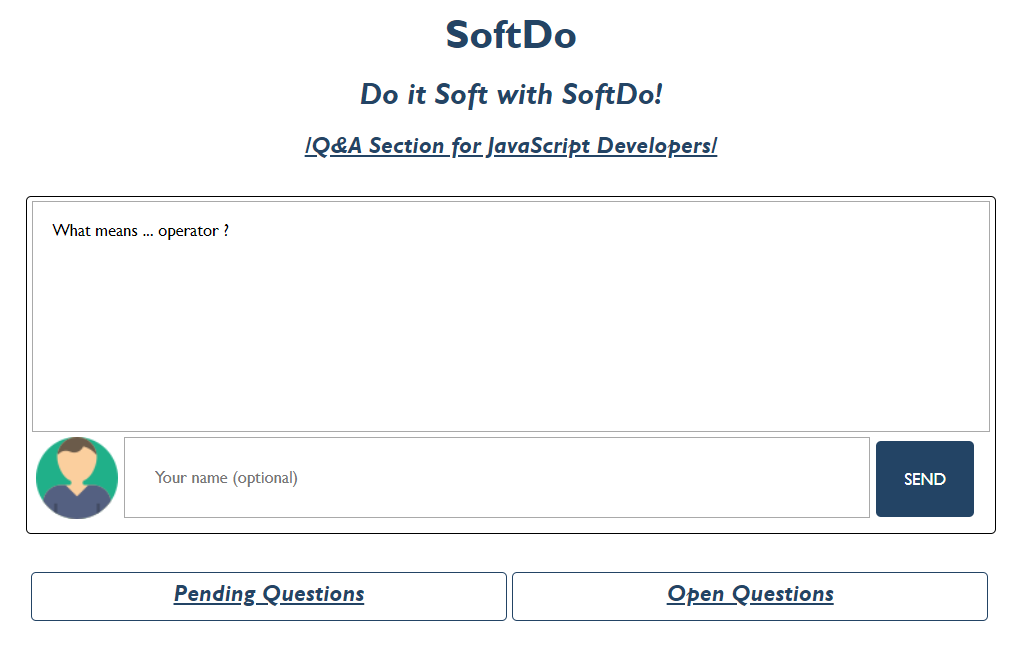 SoftDo
Do it Soft with SoftDo!
/Q&A Section for JavaScript Developers/
What means ... operator ?
Your name (optional)
SEND
Pending Questions
Open Questions